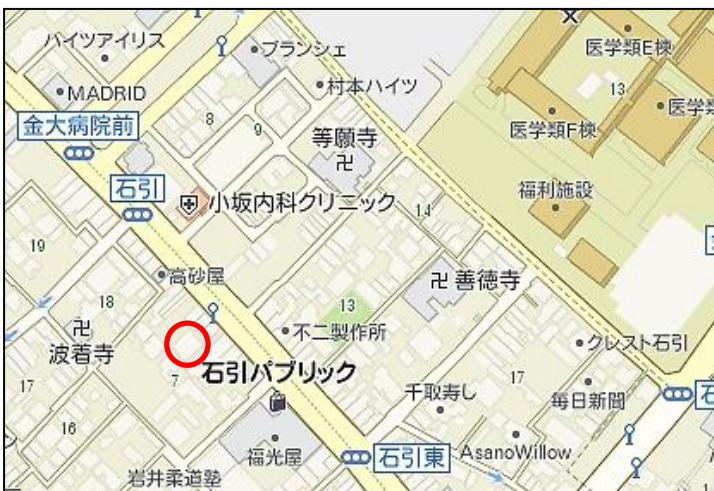 ハイツアイリス
ブランシェ
医学類E棟
MADRID
村本ハイツ
13
医学
金大病院前
8
9
等願寺
医学類F棟
石引
小坂内科クリニック
福利施設
14
19
高砂屋
善徳寺
18
13
波着寺
不二製作所
クレスト石引
17
7
石引パブリック
千取寿し
17
毎日新聞
石
16
福光屋
石引東
AsanoWillow
岩井柔道塾